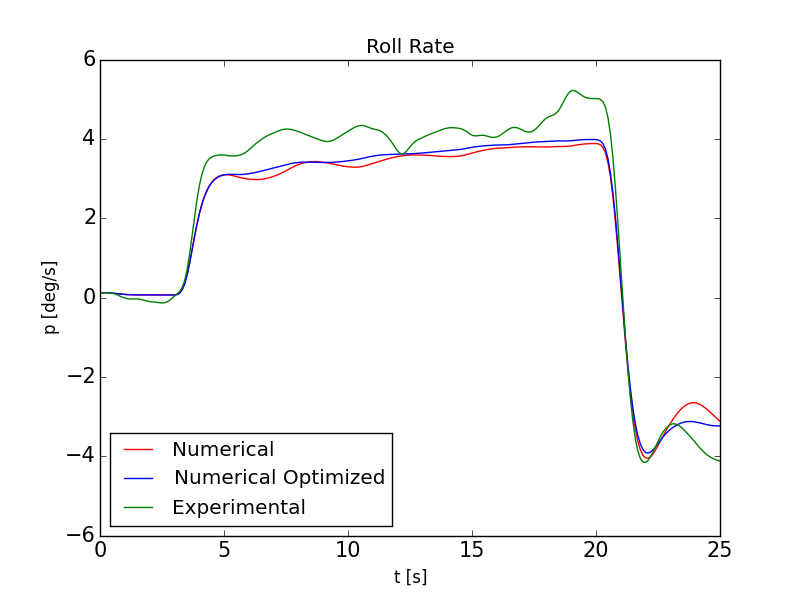 Roll Rate
6
4
2
0
−2
−4
−6
p [deg/s]
Numerical
Numerical Optimized
Experimental
0 5 10 15 20 25
t [s]